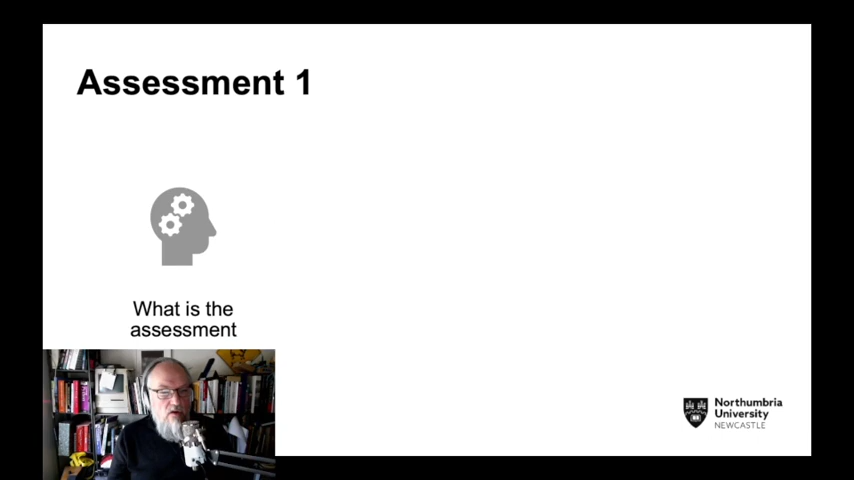 Assessment 1
What is the
assessment
Northumbria
University
NEWCASTLE